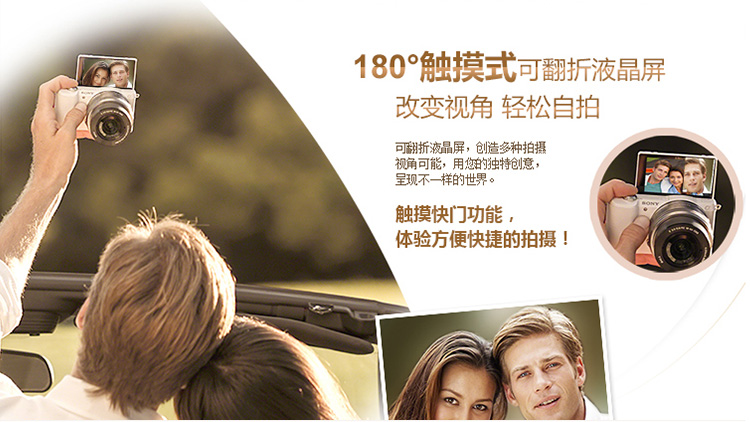 180°触摸式可翻折液晶屏
改变视角 轻松自拍
可翻折液晶屏，创造多种拍摄
视角可能，用您的独特创意，
呈现不一样的世界。
触摸快门功能，
体验方便快捷的拍摄！
SONY
SONY